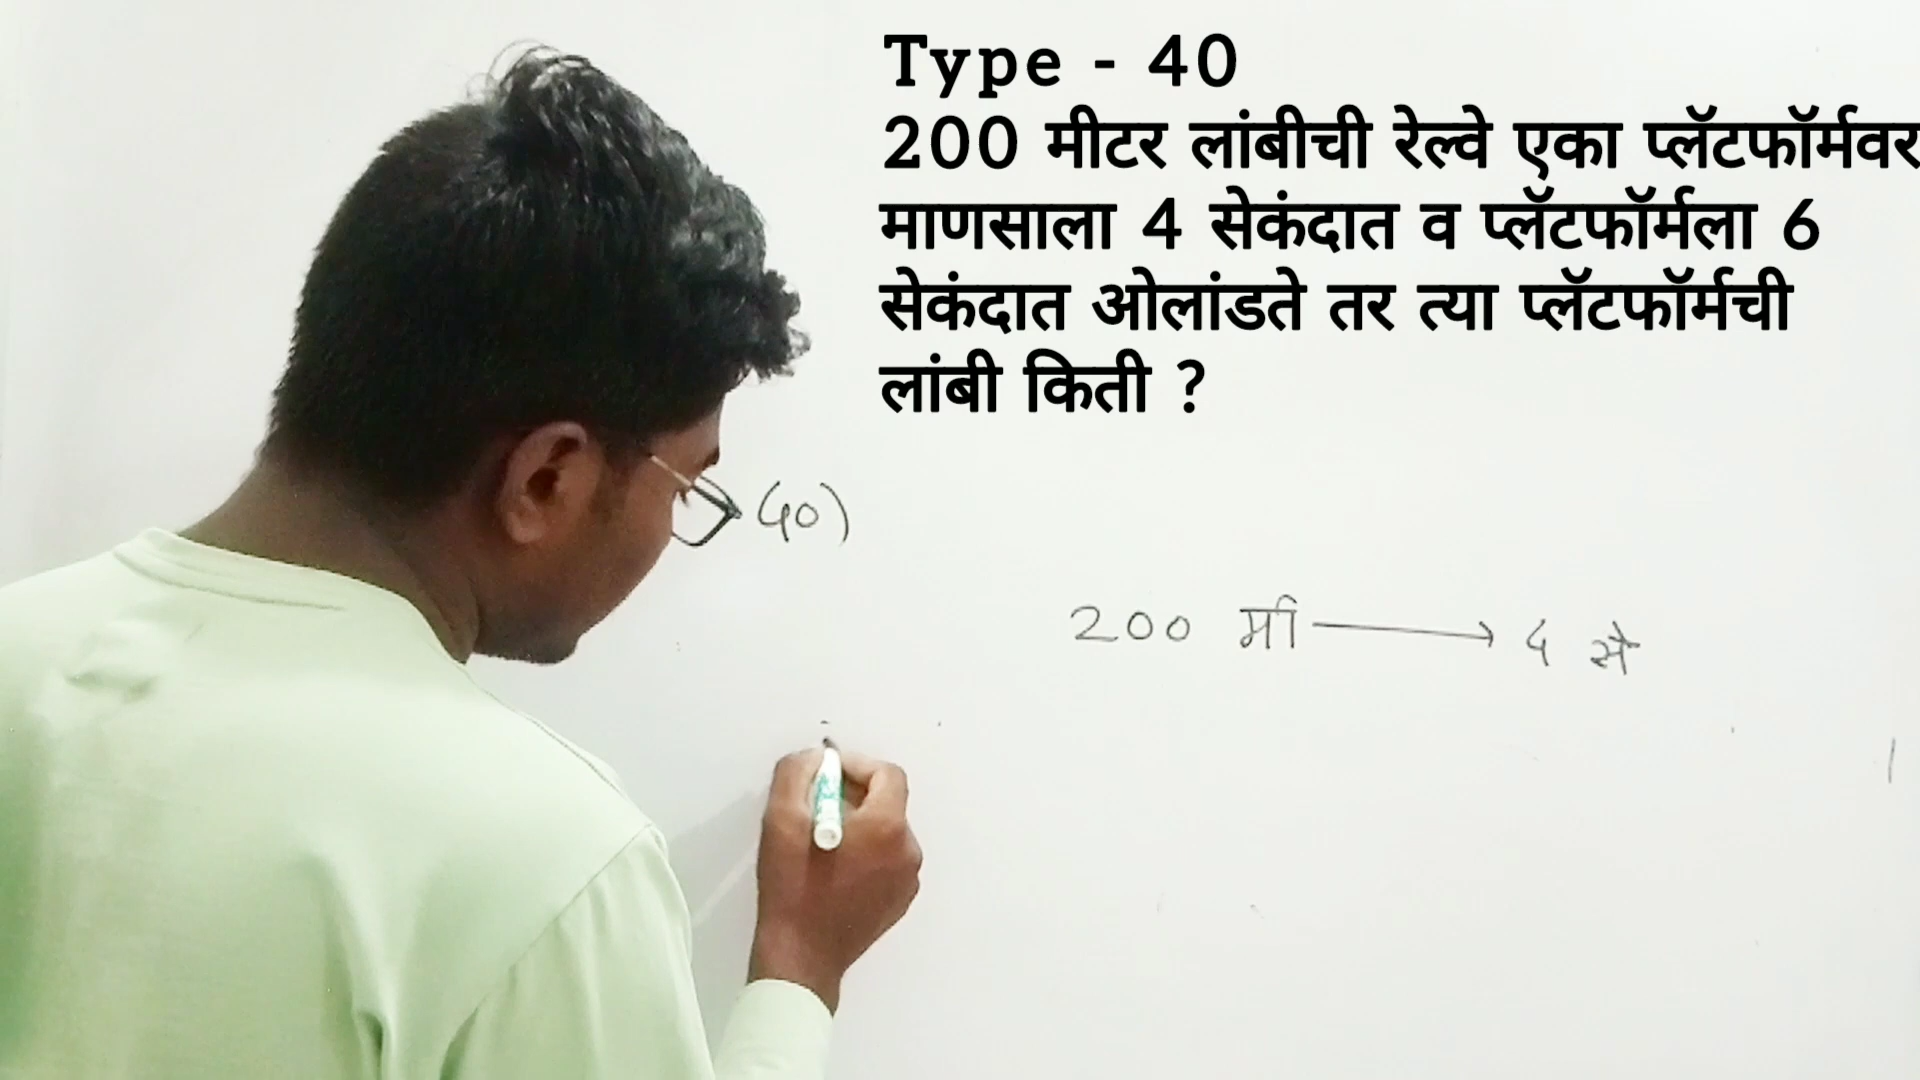 Type - 40
200 मीटर लांबीची रेल्वे एका प्लॅटफॉर्मवर
माणसाला 4 सेकंदात व प्लॅटफॉर्मला 6
सेकंदात ओलांडते तर त्या प्लॅटफॉर्मची
लांबी किती ?
40)
200 मी → 4 से